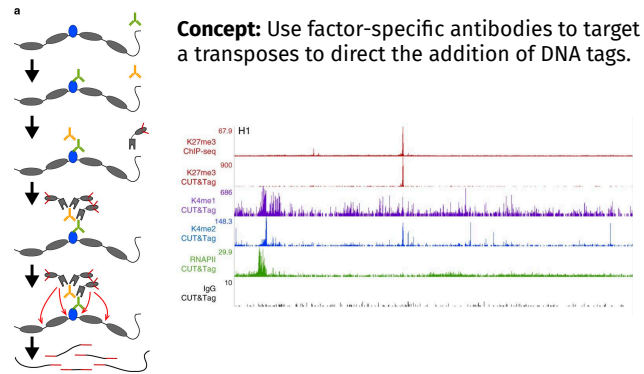 a
Concept: Use factor-specific antibodies to target
a transposes to direct the addition of DNA tags.
67.9
H1
K27me3
ChIP-seq
900
K27me3
CUT&Tag
686
K4me1
CUT&Tag
148.3
K4me2
CUT&Tag
29.9
RNAPII
CUT&Tag
10
IgG
CUT&Tag